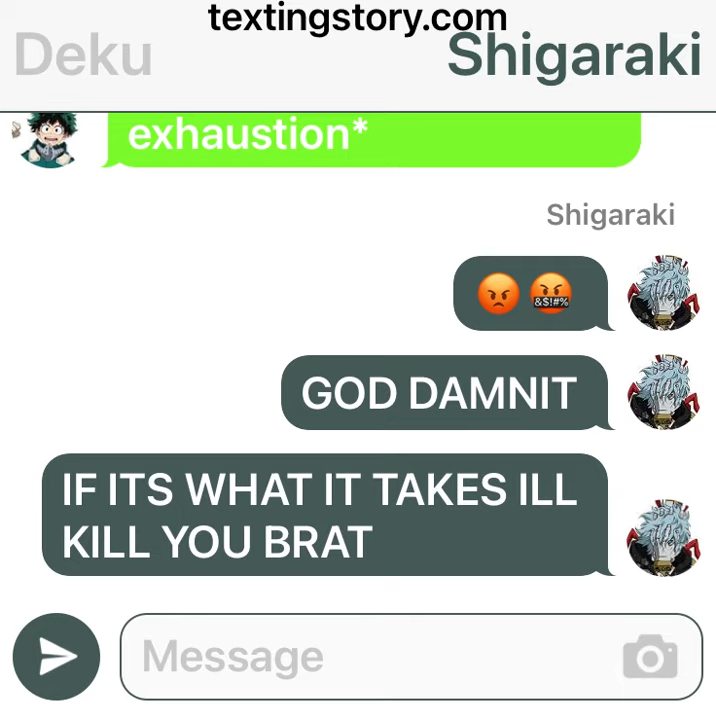 textingstory.com
Deku
Shigaraki
exhaustion*
Shigaraki
&$!#%
GOD DAMNIT
IF ITS WHAT IT TAKES ILL
KILL YOU BRAT
Message